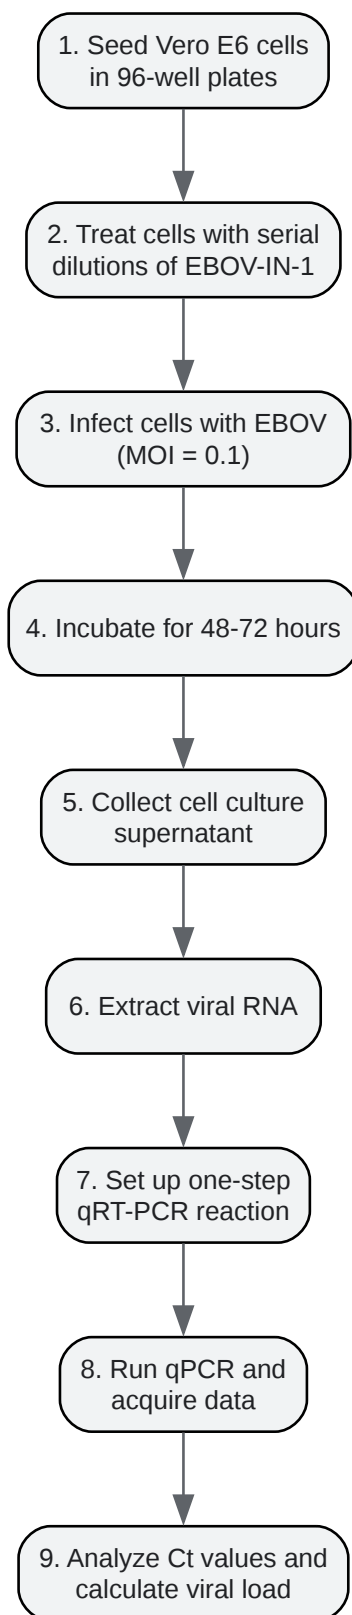 1. Seed Vero E6 cells
in 96-well plates
2. Treat cells with serial
dilutions of EBOV-IN-1
3. Infect cells with EBOV
(MOI = 0.1)
4. Incubate for 48-72 hours
5. Collect cell culture
supernatant
6. Extract viral RNA
7. Set up one-step
qRT-PCR reaction
8. Run qPCR and
acquire data
9. Analyze Ct values and
calculate viral load